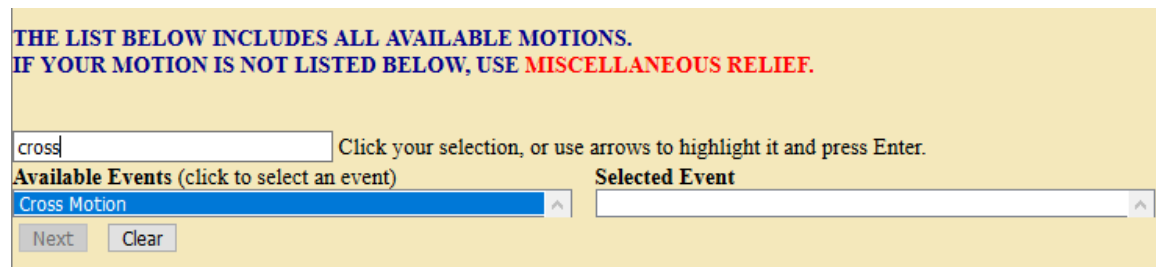 THE LIST BELOW INCLUDES ALL AVAILABLE MOTIONS.
IF YOUR MOTION IS NOT LISTED BELOW, USE MISCELLANEOUS RELIEF.
cross Click your selection, or use arrows to highlight it and press Enter.
Available Events (click to select an event) Selected Event
Cross Motion
Next Clear